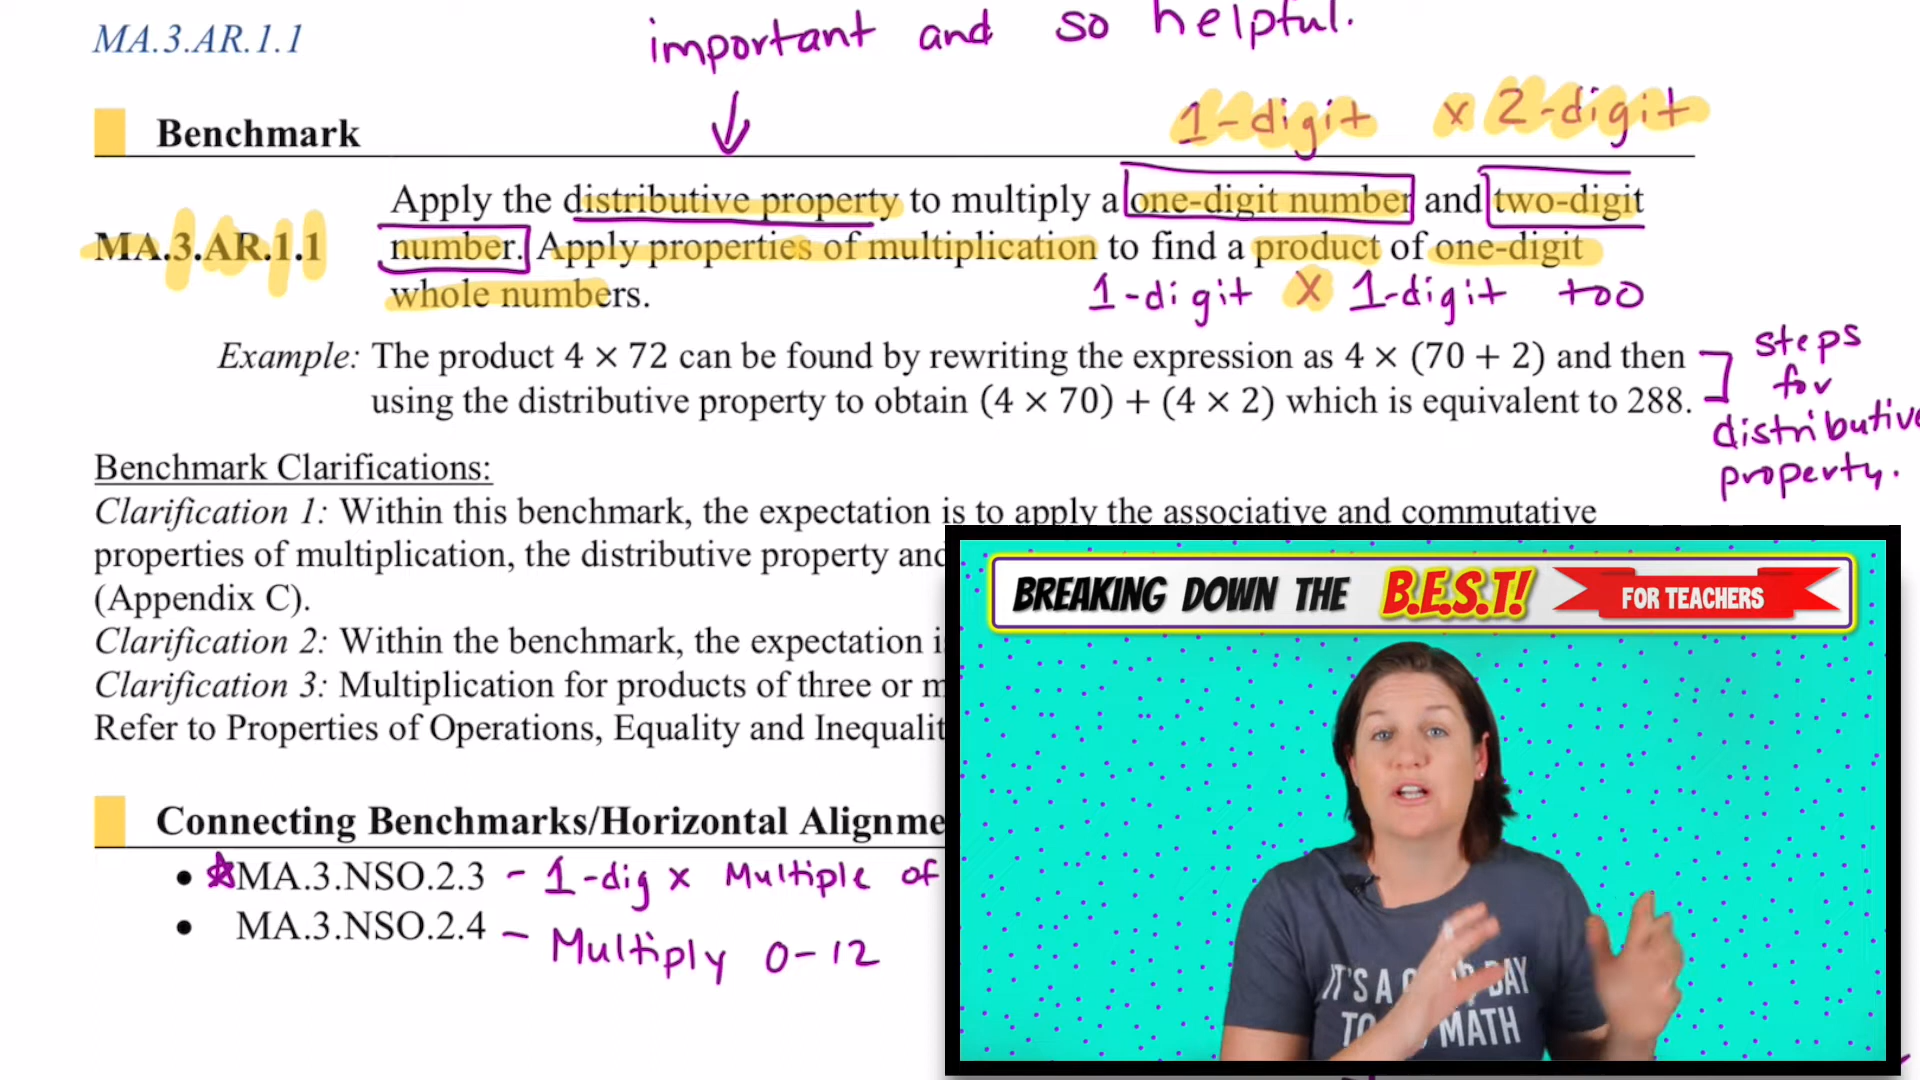 MA.3.AR.1.1
important and so helpful.
1-digit x 2-digit
Benchmark
Apply the distributive property to multiply a one-digit number and two-digit
MA.3.AR.1.1
number. Apply properties of multiplication to find a product of one-digit
whole numbers.
1-digit x 1-digit too
Example: The product 4 × 72 can be found by rewriting the expression as 4 × (70 + 2) and then
using the distributive property to obtain (4 × 70) + (4 × 2) which is equivalent to 288.
steps
for
distributive
property.
Benchmark Clarifications:
Clarification 1: Within this benchmark, the expectation is to apply the associative and commutative
properties of multiplication, the distributive property and
(Appendix C).
Clarification 2: Within the benchmark, the expectation
Clarification 3: Multiplication for products of three or
Refer to Properties of Operations, Equality and
Connecting Benchmarks/Horizontal
MA.3.NSO.2.3 - 1-dig x Multiple of
MA.3.NSO.2.4 - Multiply 0-12
BREAKING DOWN THE B.E.S.T! FOR TEACHERS
IT'S A DAY
MATH